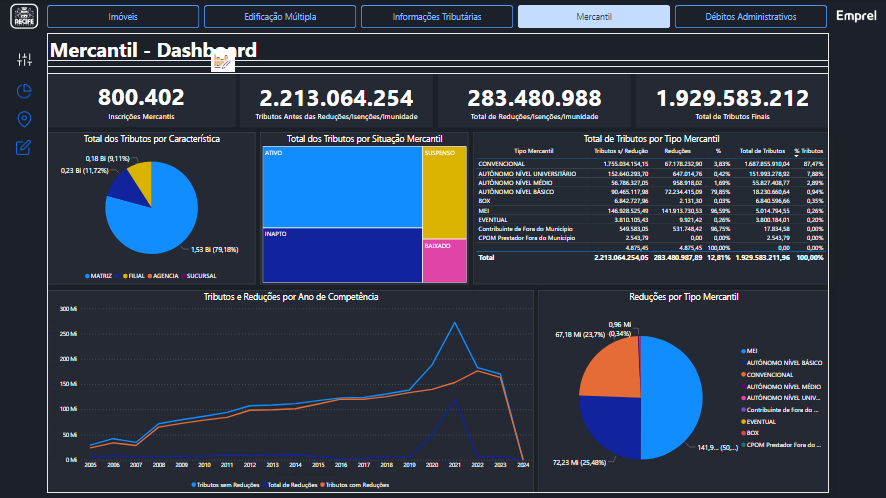 RECIFE
Imóveis
Edificação Múltipla
Informações Tributárias
Mercantil
Débitos Administrativos
Emprel
Mercantil - Dashboard
800.402
Inscrições Mercantis
2.213.064.254
Tributos Antes das Reduções/Isenções/Imunidade
283.480.988
Total de Reduções/Isenções/Imunidade
1.929.583.212
Total de Tributos Finais
Total dos Tributos por Característica
0,18 Bi (9,11%)
0,23 Bi (11,72%)
1,53 Bi (79,18%)
MATRIZ FILIAL AGENCIA SUCURSAL
Total dos Tributos por Situação Mercantil
ATIVO
SUSPENSO
INAPTO
BAIXADO
Total de Tributos por Tipo Mercantil
Tipo Mercantil Tributos s/ Redução Reduções % Total de Tributos % Tributos
CONVENCIONAL 1.755.034.154,15 67.178.232,90 3,83% 1.687.855.910,04 87,47%
AUTÔNOMO NÍVEL UNIVERSITÁRIO 152.640.293,70 647.014,76 0,42% 151.993.278,92 7,88%
AUTÔNOMO NÍVEL MÉDIO 56.786.327,05 958.918,02 1,69% 55.827.408,77 2,89%
AUTÔNOMO NÍVEL BÁSICO 90.465.117,98 72.234.415,09 79,85% 18.230.660,64 0,94%
BOX 6.842.727,96 2.131,30 0,03% 6.840.596,66 0,35%
MEI 146.928.525,49 141.913.730,53 96,59% 5.014.794,55 0,26%
EVENTUAL 3.810.105,43 9.921,42 0,26% 3.800.184,01 0,20%
Contribuinte de Fora do Município 549.583,05 531.748,42 96,75% 17.834,58 0,00%
CPOM Prestador Fora do Município 2.543,79 0,00 0,00% 2.543,79 0,00%
4.875,45 4.875,45 100,00% 0,00 0,00%
Total 2.213.064.254,05 283.480.987,89 12,81% 1.929.583.211,96 100,00%
Tributos e Reduções por Ano de Competência
300 Mi
250 Mi
200 Mi
150 Mi
100 Mi
50 Mi
0 Mi
2005 2006 2007 2008 2009 2010 2011 2012 2013 2014 2015 2016 2017 2018 2019 2020 2021 2022 2023 2024
Tributos sem Reduções Total de Reduções Tributos com Reduções
Reduções por Tipo Mercantil
0,96 Mi
(0,34%)
67,18 Mi (23,7%)
72,23 Mi (25,48%)
141,9... (50,...)
MEI
AUTÔNOMO NÍVEL BÁSICO
CONVENCIONAL
AUTÔNOMO NÍVEL MÉDIO
AUTÔNOMO NÍVEL UNIV...
Contribuinte de Fora do ...
EVENTUAL
BOX
CPOM Prestador Fora do ...